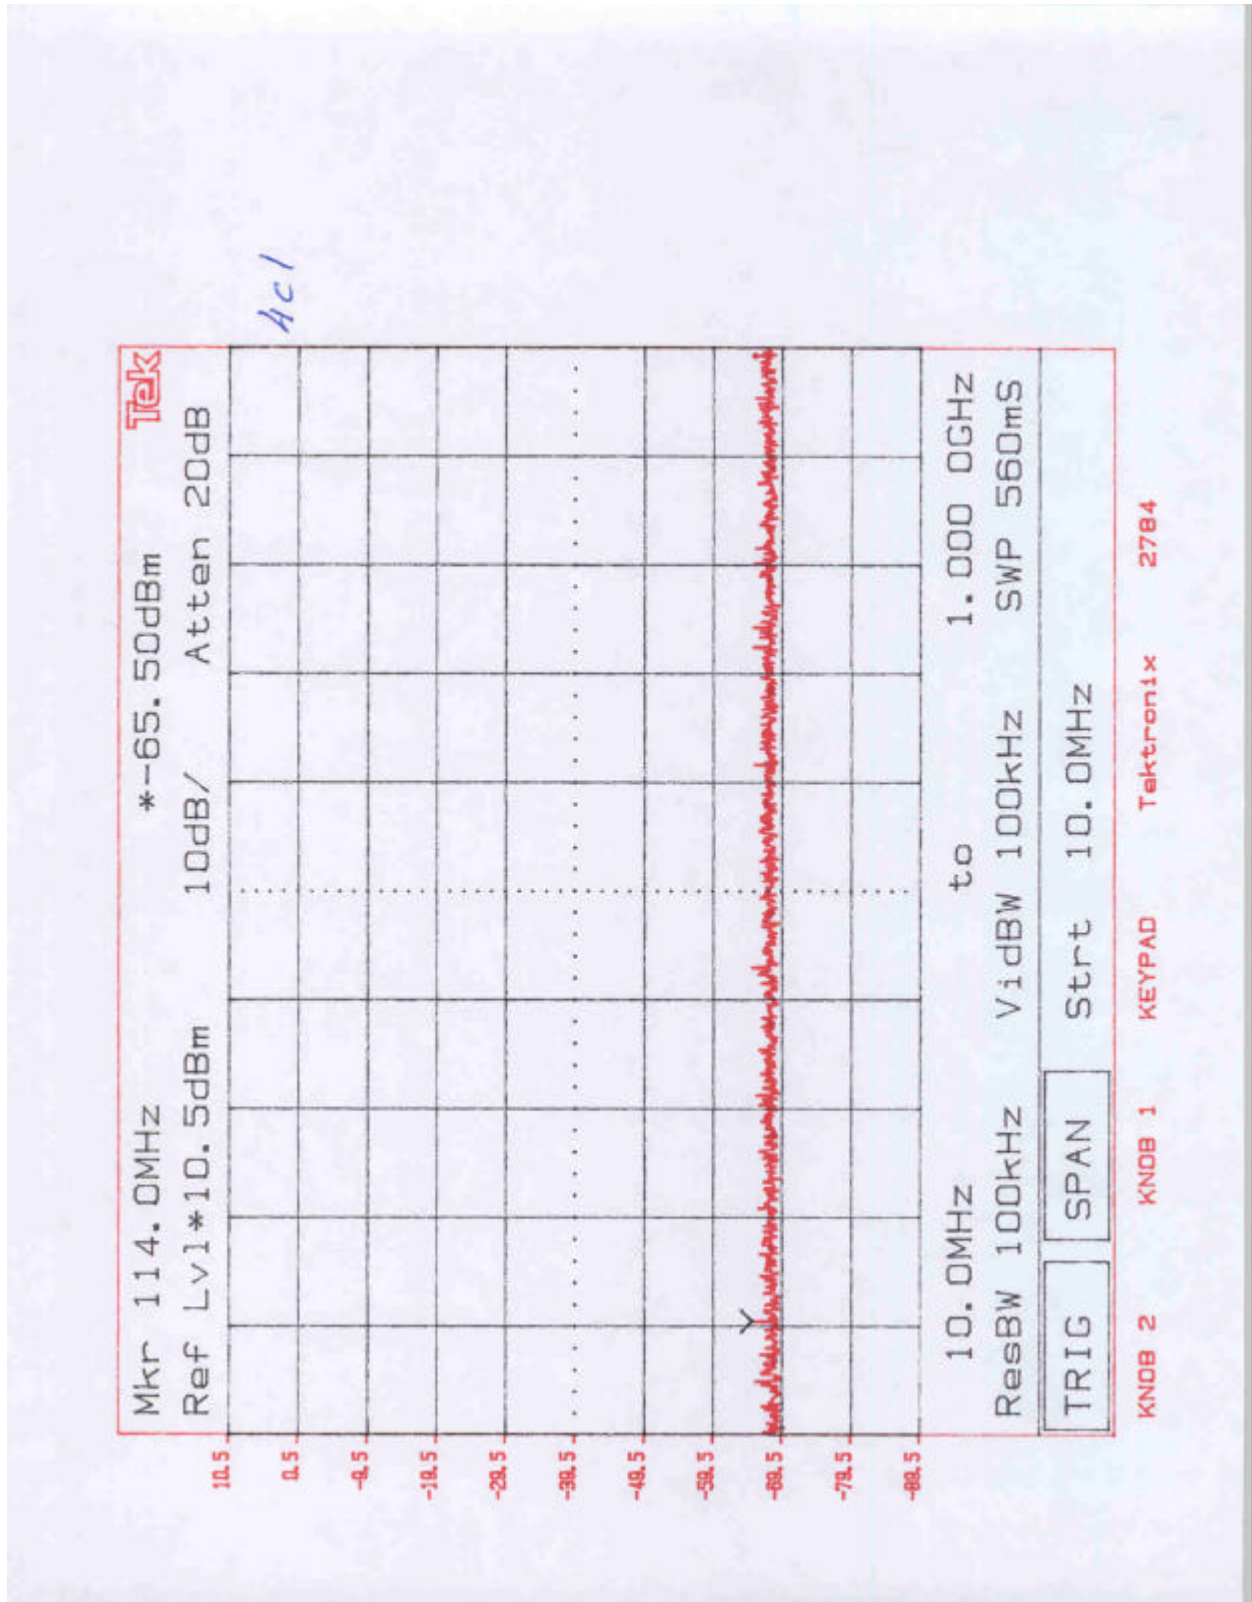 Mkr 114.0MHz *-65.50dBm Tek
Ref Lvl*10.5dBm 10dB/ Atten 20dB
4c1
10.5
0.5
-9.5
-19.5
-29.5
-39.5
-49.5
-59.5
-69.5
-79.5
-89.5
10.0MHz to 1.000 0GHz
ResBW 100kHz VidBW 100kHz SWP 560mS
TRIG SPAN Strt 10.0MHz
KNOB 2 KNOB 1 KEYPAD Tektronix 2784